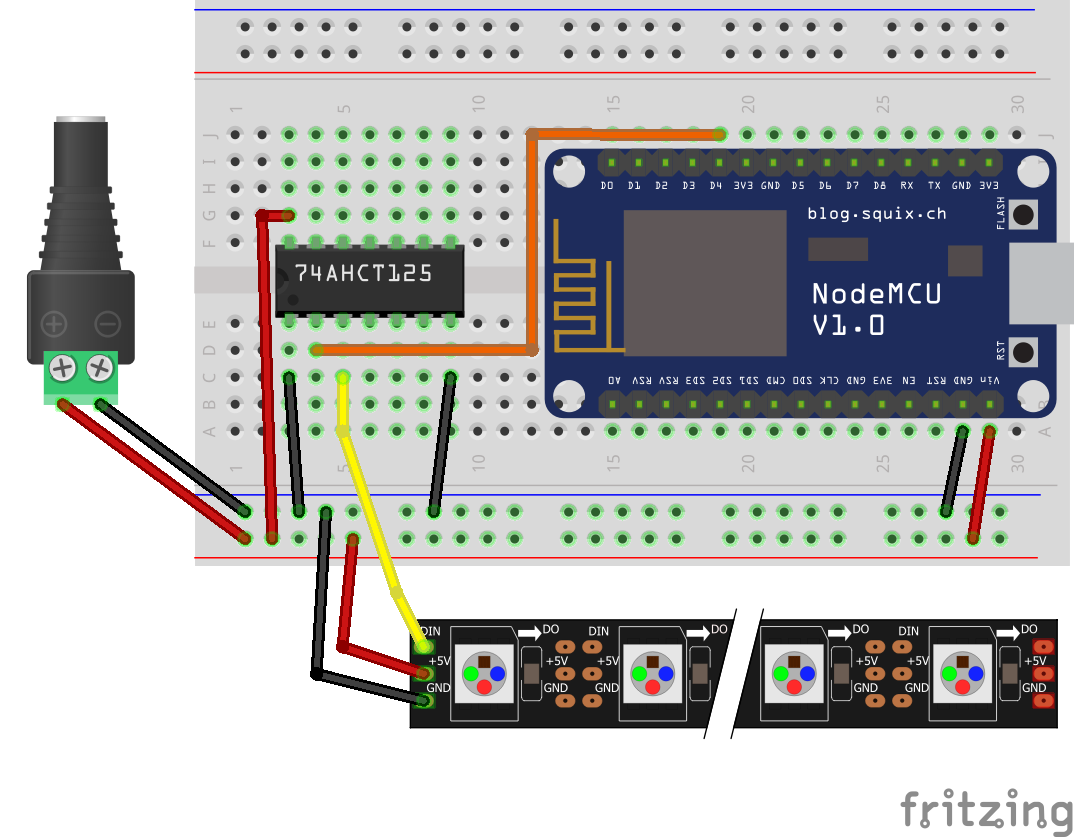 1 5 10 15 20 25 30
J J
I
H
G
F
D0 D1 D2 D3 D4 3V3 GND D5 D6 D7 D8 RX TX GND 3V3
FLASH
blog.squix.ch
74AHCT125
NodeMCU
V1.0
RST
E
D
C
B
A A
A0 RSV RSV SD3 SD2 SD1 CMD SD0 CLK GND 3V3 EN RST GND Vin
1 5 10 15 20 25 30
DIN DO DIN DO DO DIN DO
+5V +5V +5V +5V +5V +5V
GND GND GND GND GND GND
fritzing